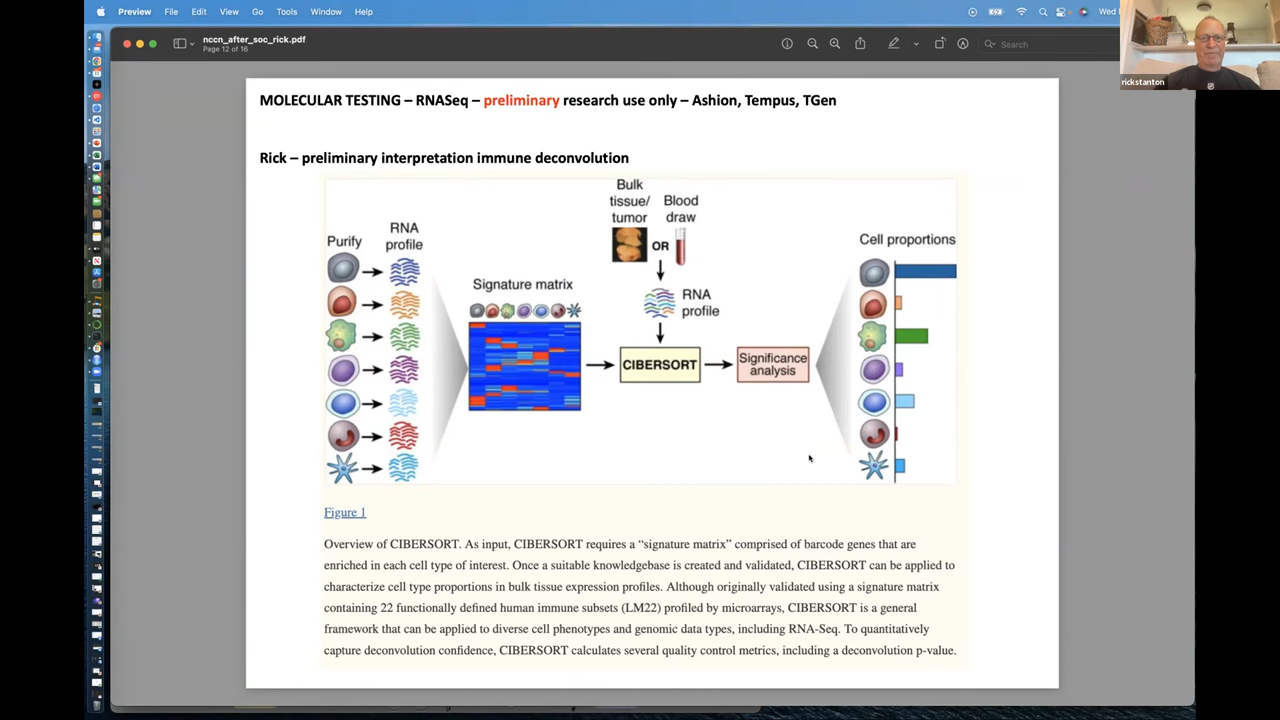 Preview File Edit View Go Tools Window Help
Wed
nccn_after_soc_rick.pdf
Page 12 of 16
Search
rickstanton
MOLECULAR TESTING – RNASeq – preliminary research use only – Ashion, Tempus, TGen
Rick – preliminary interpretation immune deconvolution
Purify
RNA
profile
Signature matrix
Bulk
tissue/
tumor
OR
Blood
draw
RNA
profile
CIBERSORT
Significance
analysis
Cell proportions
Figure 1
Overview of CIBERSORT. As input, CIBERSORT requires a “signature matrix” comprised of barcode genes that are
enriched in each cell type of interest. Once a suitable knowledgebase is created and validated, CIBERSORT can be applied to
characterize cell type proportions in bulk tissue expression profiles. Although originally validated using a signature matrix
containing 22 functionally defined human immune subsets (LM22) profiled by microarrays, CIBERSORT is a general
framework that can be applied to diverse cell phenotypes and genomic data types, including RNA-Seq. To quantitatively
capture deconvolution confidence, CIBERSORT calculates several quality control metrics, including a deconvolution p-value.